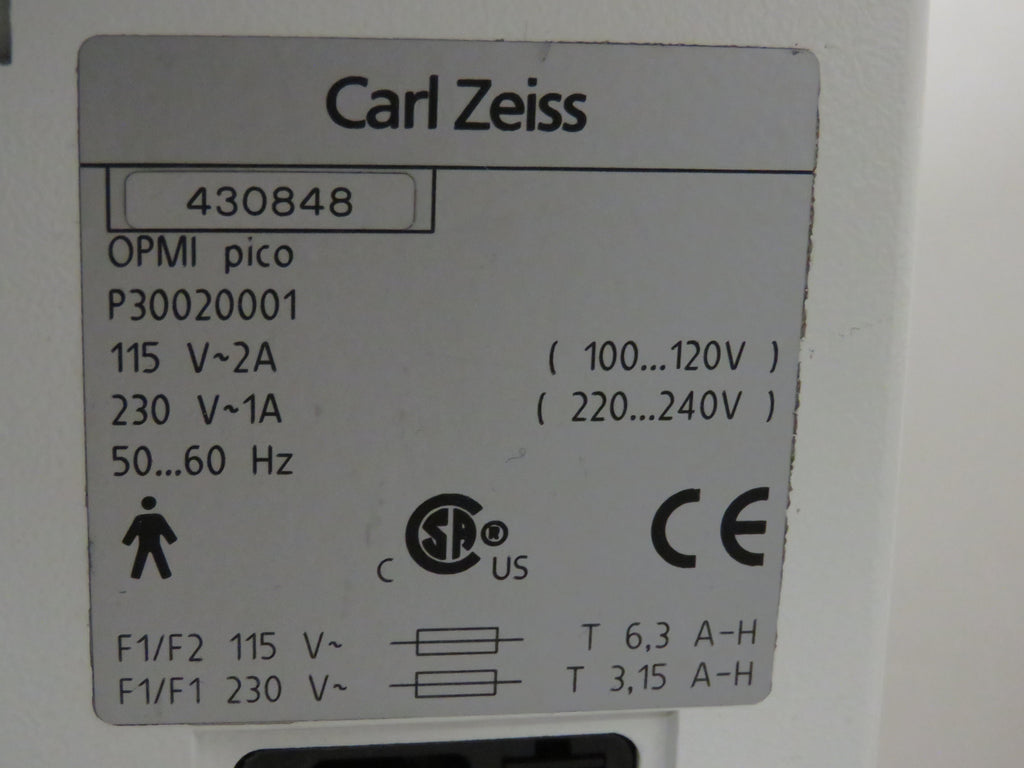 Carl Zeiss
430848
OPMI pico
P30020001
115 V~2A ( 100...120V )
230 V~1A ( 220...240V )
50...60 Hz
C SA ® US CE
F1/F2 115 V~ T 6,3 A-H
F1/F1 230 V~ T 3,15 A-H